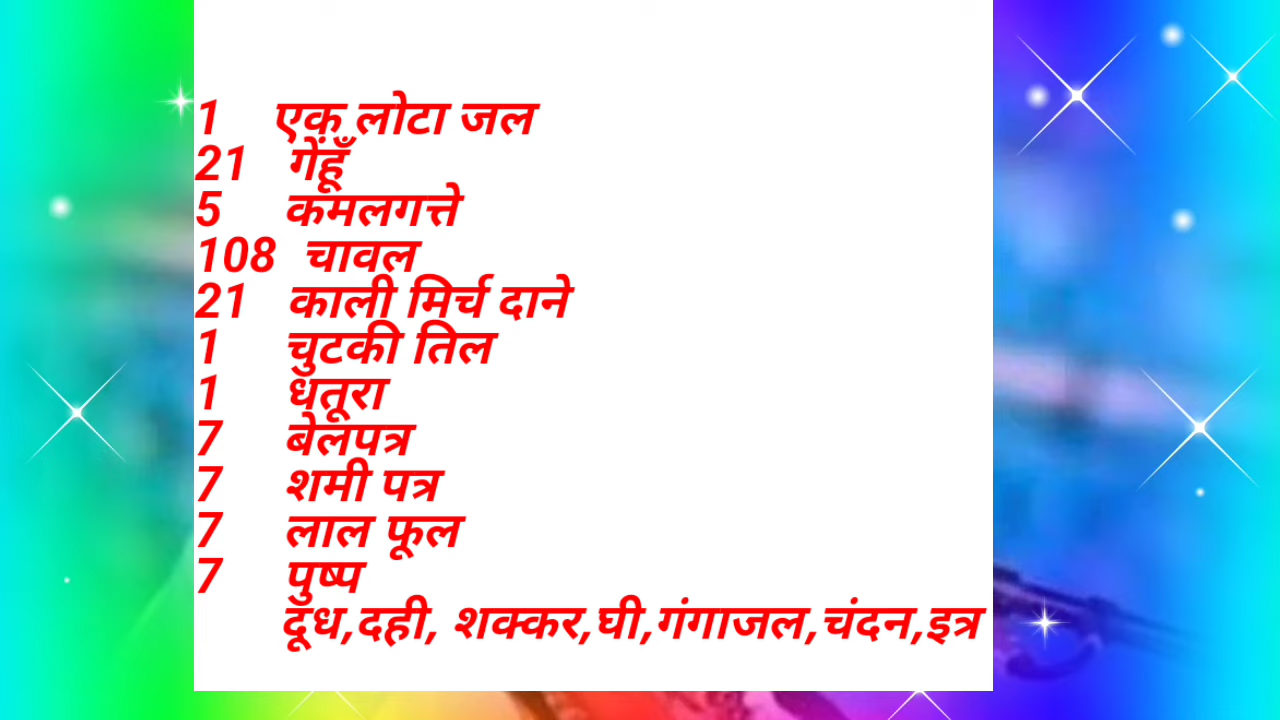 1 एक लोटा जल
21 गेंहूँ
5 कमलगत्ते
108 चावल
21 काली मिर्च दाने
1 चुटकी तिल
1 धतूरा
7 बेलपत्र
7 शमी पत्र
7 लाल फूल
7 पुष्प
दूध,दही, शक्कर,घी,गंगाजल,चंदन,इत्र